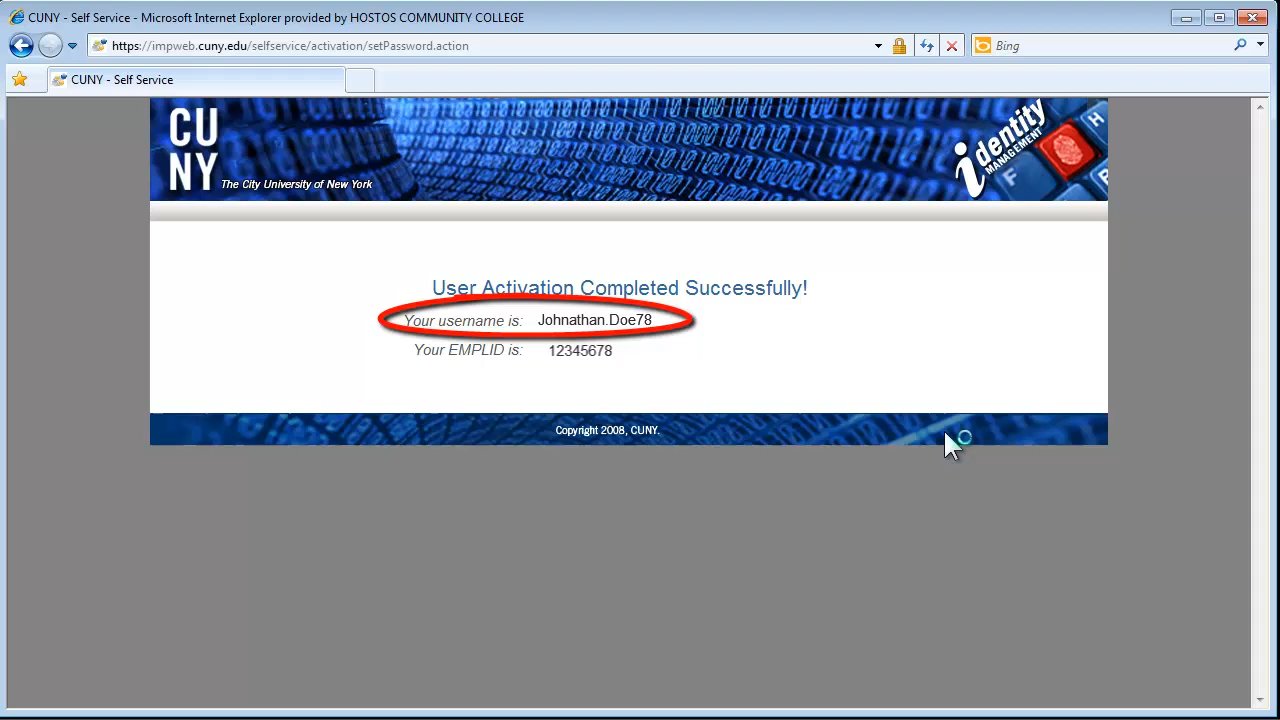 CUNY - Self Service - Microsoft Internet Explorer provided by HOSTOS COMMUNITY COLLEGE
https://impweb.cuny.edu/selfservice/activation/setPassword.action
Bing
CUNY - Self Service
CU
NY
The City University of New York
identity
MANAGEMENT
H
F
User Activation Completed Successfully!
Your username is: Johnathan.Doe78
Your EMPLID is: 12345678
Copyright 2008, CUNY.